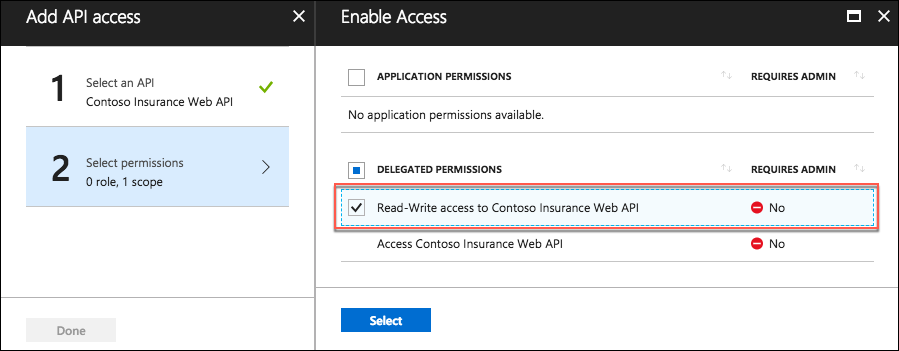 Add API access
1
Select an API
Contoso Insurance Web API
2
Select permissions
0 role, 1 scope
Done
Enable Access
APPLICATION PERMISSIONS REQUIRES ADMIN
No application permissions available.
DELEGATED PERMISSIONS REQUIRES ADMIN
Read-Write access to Contoso Insurance Web API No
Access Contoso Insurance Web API No
Select